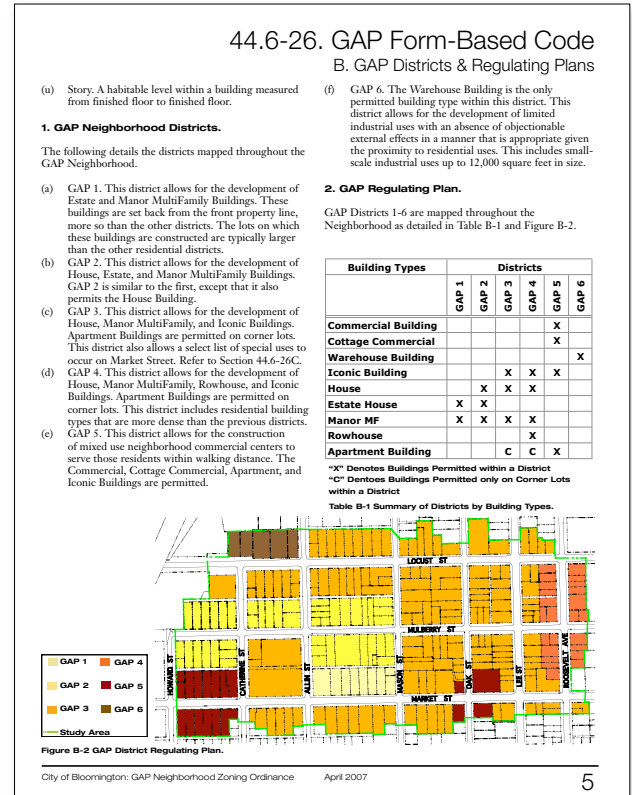 44.6-26. GAP Form-Based Code
B. GAP Districts & Regulating Plans
(u) Story. A habitable level within a building measured
from finished floor to finished floor.
1. GAP Neighborhood Districts.
The following details the districts mapped throughout the
GAP Neighborhood.
(a) GAP 1. This district allows for the development of
Estate and Manor MultiFamily Buildings. These
buildings are set back from the front property line,
more so than the other districts. The lots on which
these buildings are constructed are typically larger
than the other residential districts.
(b) GAP 2. This district allows for the development of
House, Estate, and Manor MultiFamily Buildings.
GAP 2 is similar to the first, except that it also
permits the House Building.
(c) GAP 3. This district allows for the development of
House, Manor MultiFamily, and Iconic Buildings.
Apartment Buildings are permitted on corner lots.
This district also allows a select list of special uses to
occur on Market Street. Refer to Section 44.6-26C.
(d) GAP 4. This district allows for the development of
House, Manor MultiFamily, Rowhouse, and Iconic
Buildings. Apartment Buildings are permitted on
corner lots. This district includes residential building
types that are more dense than the previous districts.
(e) GAP 5. This district allows for the construction
of mixed use neighborhood commercial centers to
serve those residents within walking distance. The
Commercial, Cottage Commercial, Apartment, and
Iconic Buildings are permitted.
(f) GAP 6. The Warehouse Building is the only
permitted building type within this district. This
district allows for the development of limited
industrial uses with an absence of objectionable
external effects in a manner that is appropriate given
the proximity to residential uses. This includes small-
scale industrial uses up to 12,000 square feet in size.
2. GAP Regulating Plan.
GAP Districts 1-6 are mapped throughout the
Neighborhood as detailed in Table B-1 and Figure B-2.
Building Types Districts
GAP 1 GAP 2 GAP 3 GAP 4 GAP 5 GAP 6
Commercial Building X
Cottage Commercial X
Warehouse Building X
Iconic Building X X X
House X X X
Estate House X X
Manor MF X X X X
Rowhouse X
Apartment Building C C X
"X" Denotes Buildings Permitted within a District
"C" Dentoes Buildings Permitted only on Corner Lots
within a District
Table B-1 Summary of Districts by Building Types.
LOCUST ST
MULBERRY ST
MARKET ST
HOWARD ST
CATHERINE ST
ALLIN ST
MASON ST
OAK ST
LEE ST
ROOSEVELT AVE
GAP 1 GAP 4
GAP 2 GAP 5
GAP 3 GAP 6
Study Area
Figure B-2 GAP District Regulating Plan.
City of Bloomington: GAP Neighborhood Zoning Ordinance April 2007 5